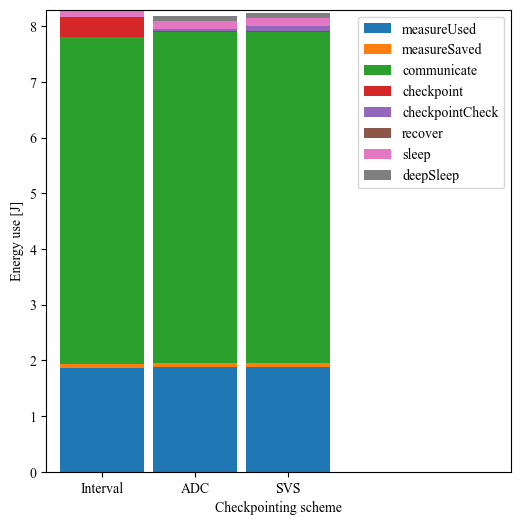 8
7
6
5
4
3
2
1
0
Energy use [J]
measureUsed
measureSaved
communicate
checkpoint
checkpointCheck
recover
sleep
deepSleep
Interval
ADC
SVS
Checkpointing scheme